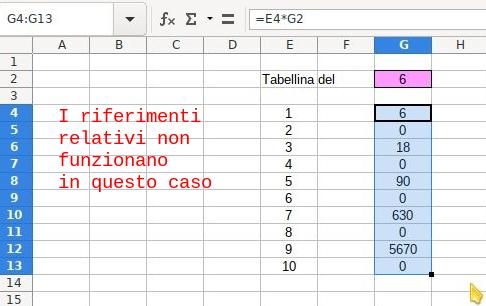 G4:G13 fx Σ = =E4*G2
A B C D E F G H
1
2 Tabellina del 6
3
4 I riferimenti 1 6
5 relativi non 2 0
6 funzionano 3 18
7 in questo caso 4 0
8 5 90
9 6 0
10 7 630
11 8 0
12 9 5670
13 10 0
14
15